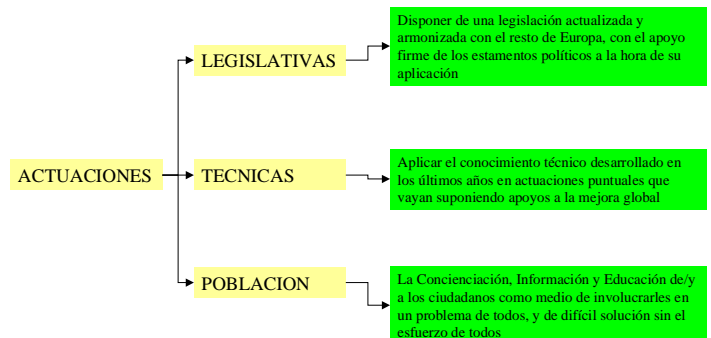 ACTUACIONES
LEGISLATIVAS
Disponer de una legislación actualizada y
armonizada con el resto de Europa, con el apoyo
firme de los estamentos políticos a la hora de su
aplicación
TECNICAS
Aplicar el conocimiento técnico desarrollado en
los últimos años en actuaciones puntuales que
vayan suponiendo apoyos a la mejora global
POBLACION
La Concienciación, Información y Educación de/y
a los ciudadanos como medio de involucrarles en
un problema de todos, y de difícil solución sin el
esfuerzo de todos